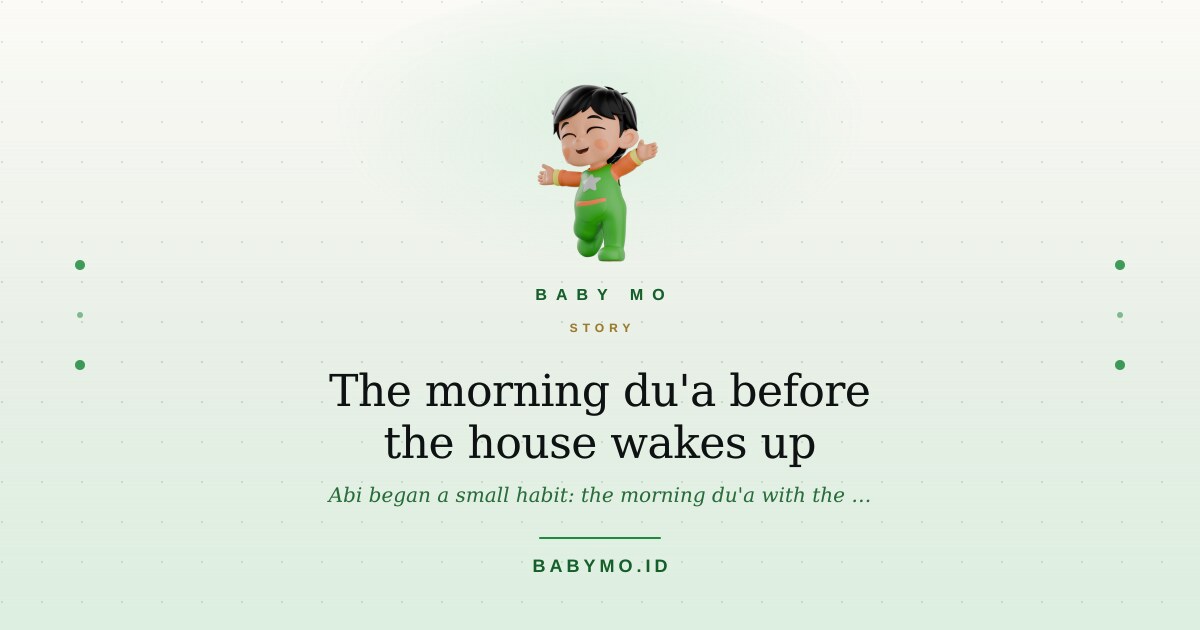 BABY MO
STORY
The morning du'a before
the house wakes up
Abi began a small habit: the morning du'a with the ...
BABYMO.ID